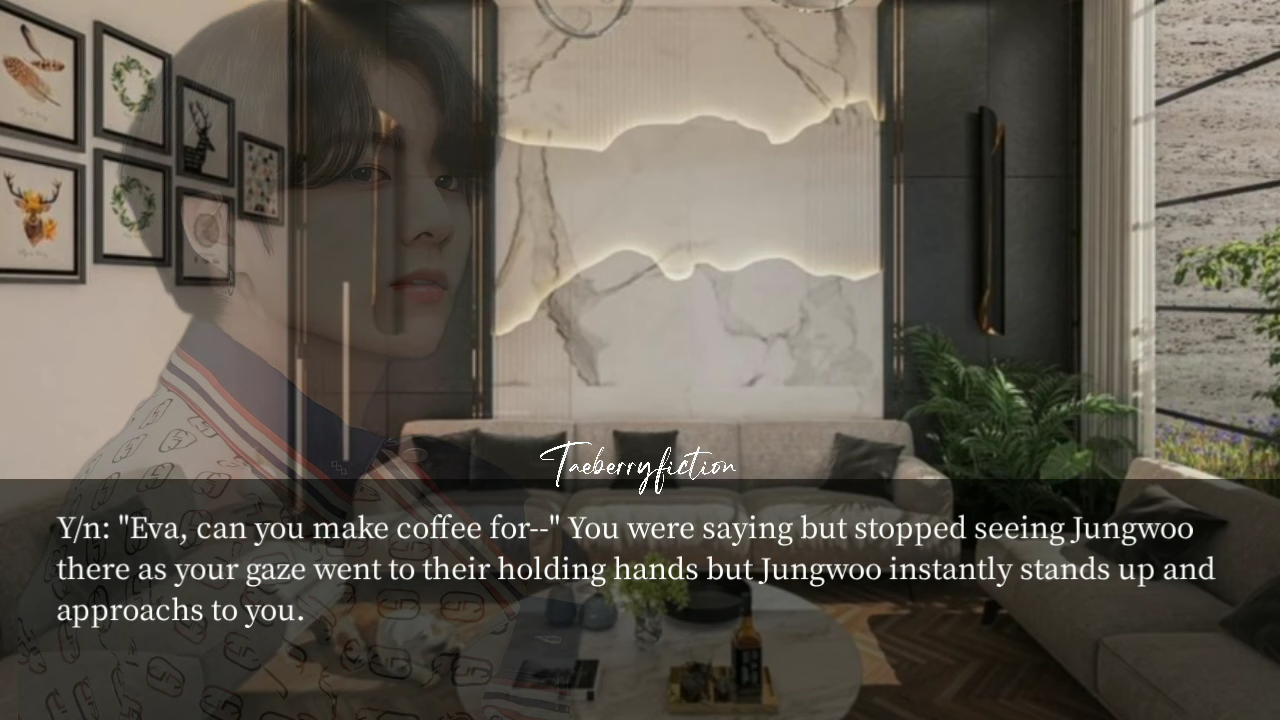 Taeberryfiction
Y/n: "Eva, can you make coffee for--" You were saying but stopped seeing Jungwoo
there as your gaze went to their holding hands but Jungwoo instantly stands up and
approachs to you.